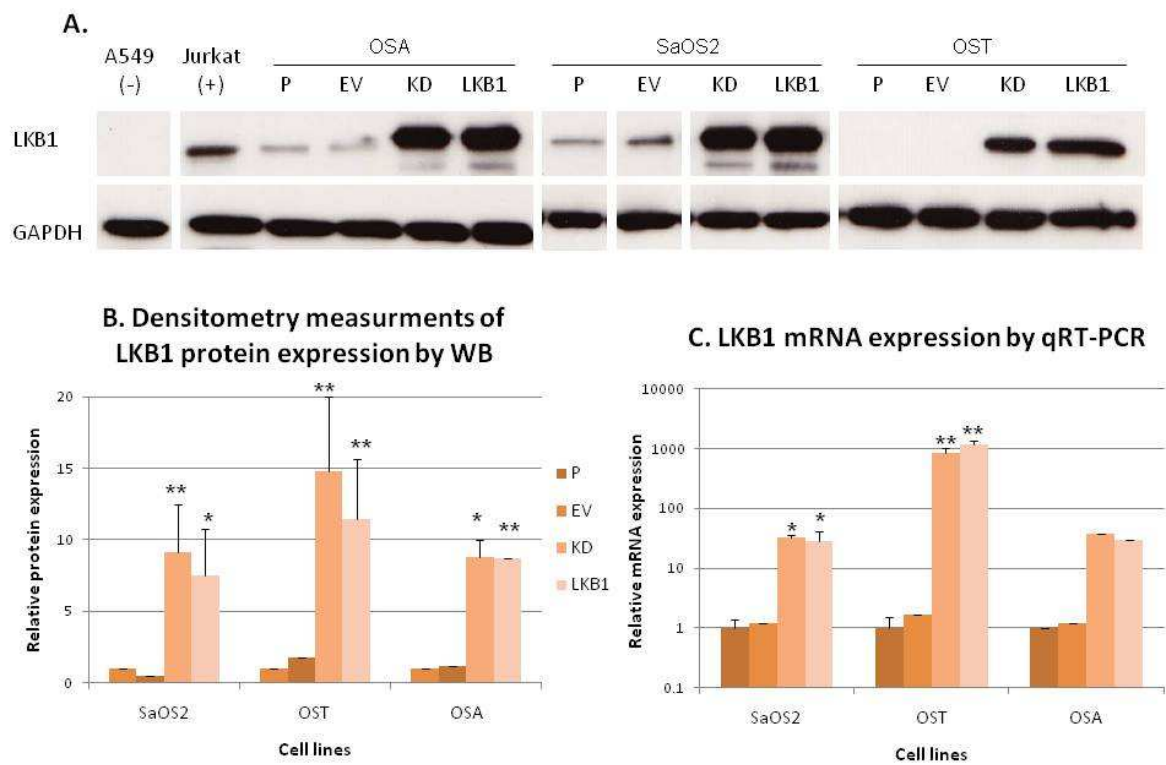 A.
A549 (-)
Jurkat (+)
OSA
SaOS2
OST
P EV KD LKB1
P EV KD LKB1
P EV KD LKB1
LKB1
GAPDH
B. Densitometry measurments of
LKB1 protein expression by WB
Relative protein expression
20
15
10
5
0
** * ** ** * **
SaOS2 OST OSA
Cell lines
P
EV
KD
LKB1
C. LKB1 mRNA expression by qRT-PCR
Relative mRNA expression
10000
1000
100
10
1
0.1
* * ** **
SaOS2 OST OSA
Cell lines